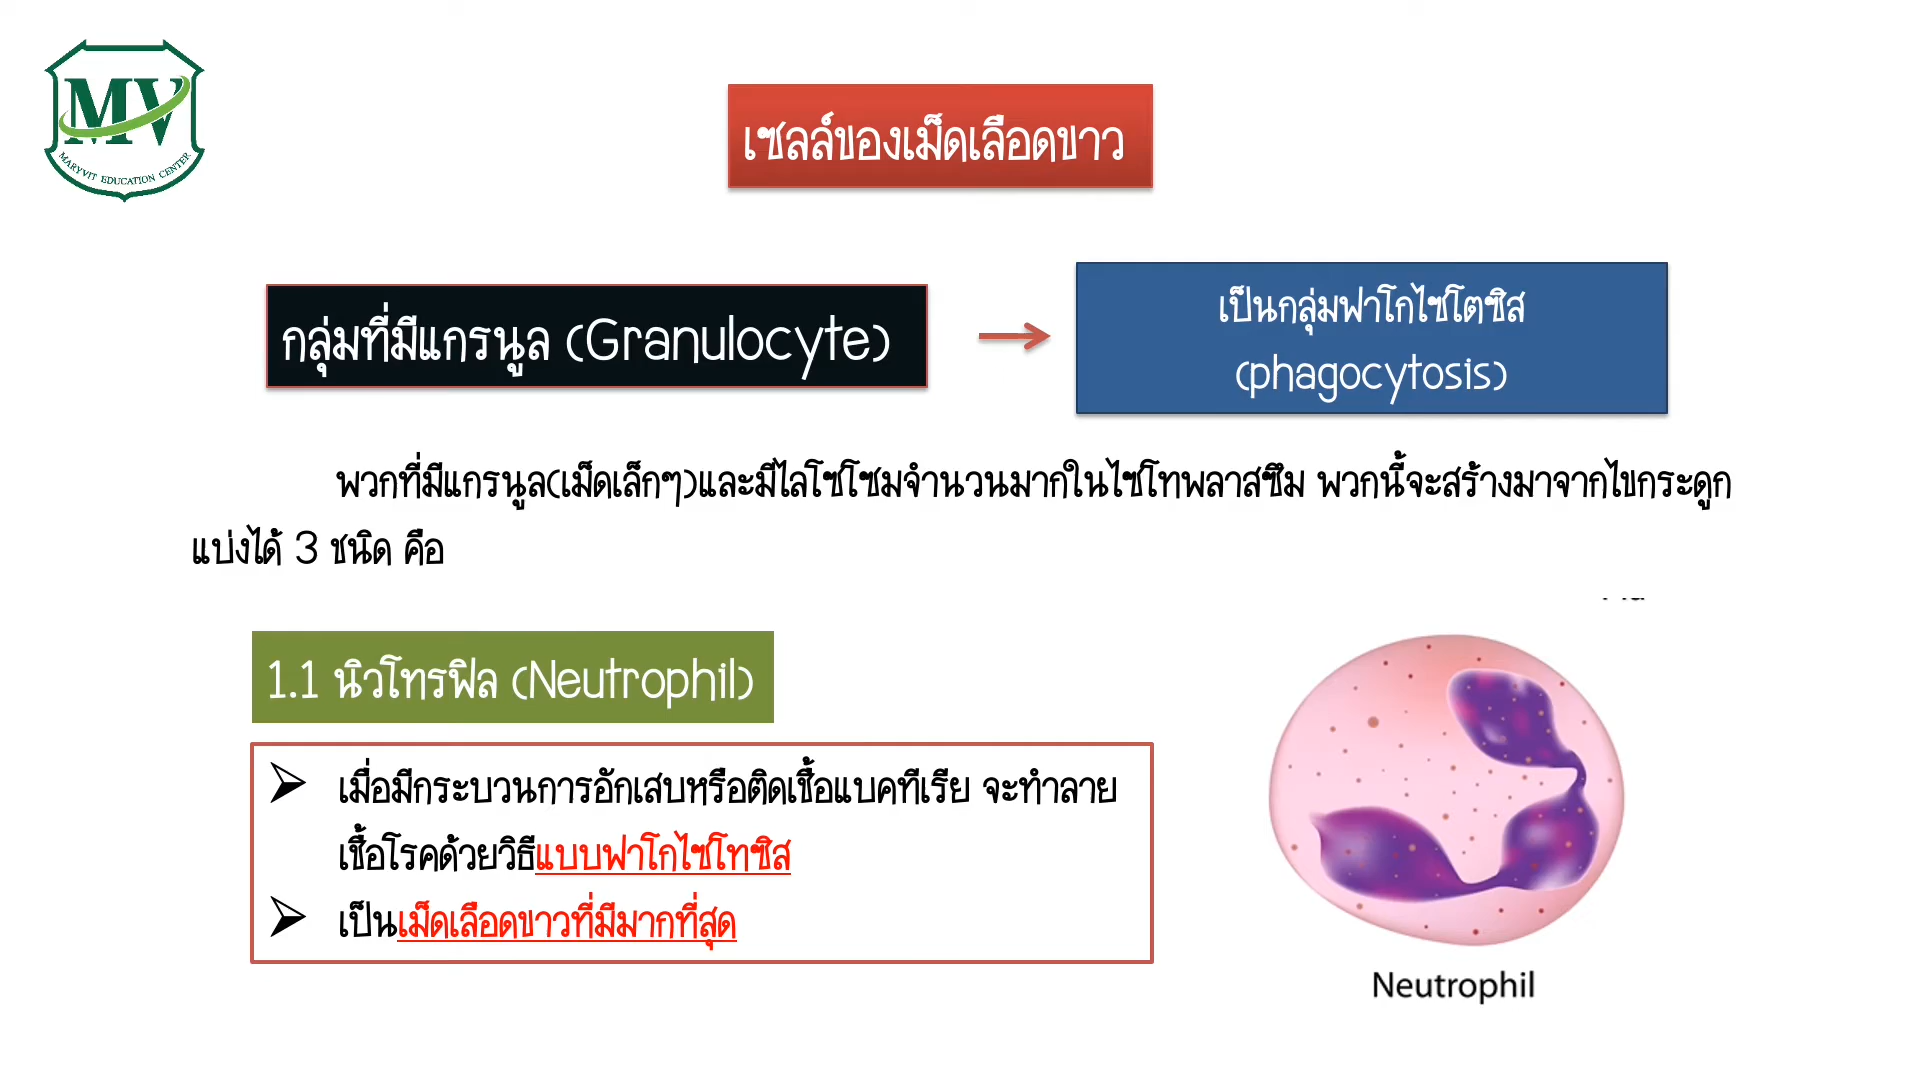 MV
MARYVIT EDUCATION CENTER
เซลล์ของเม็ดเลือดขาว
กลุ่มที่มีแกรนูล (Granulocyte)
เป็นกลุ่มฟาโกไซโตซิส
(phagocytosis)
พวกที่มีแกรนูล(เม็ดเล็กๆ)และมีไลโซโซมจำนวนมากในไซโทพลาสซึม พวกนี้จะสร้างมาจากไขกระดูก
แบ่งได้ 3 ชนิด คือ
1.1 นิวโทรฟิล (Neutrophil)
➢ เมื่อมีกระบวนการอักเสบหรือติดเชื้อแบคทีเรีย จะทำลาย
เชื้อโรคด้วยวิธีแบบฟาโกไซโทซิส
➢ เป็นเม็ดเลือดขาวที่มีมากที่สุด
Neutrophil